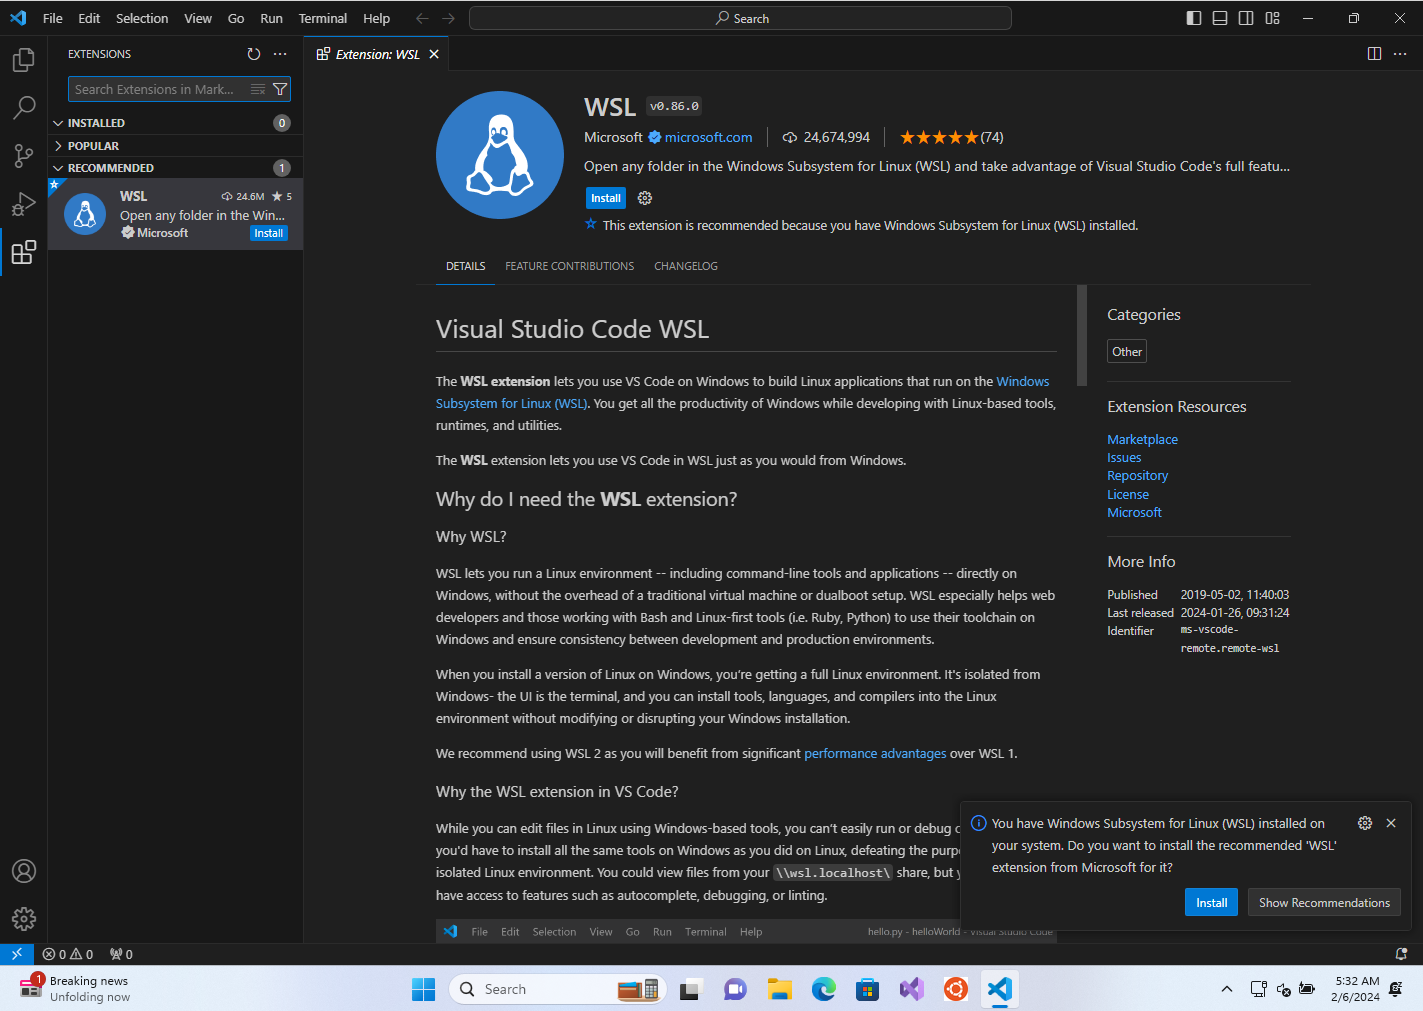 File Edit Selection View Go Run Terminal Help
Search
EXTENSIONS
Extension: WSL
Search Extensions in Mark...
INSTALLED 0
POPULAR
RECOMMENDED 1
WSL 24.6M 5
Open any folder in the Win...
Microsoft Install
WSL v0.86.0
Microsoft microsoft.com 24,674,994 (74)
Open any folder in the Windows Subsystem for Linux (WSL) and take advantage of Visual Studio Code's full featu...
Install
This extension is recommended because you have Windows Subsystem for Linux (WSL) installed.
DETAILS FEATURE CONTRIBUTIONS CHANGELOG
Visual Studio Code WSL
The WSL extension lets you use VS Code on Windows to build Linux applications that run on the Windows
Subsystem for Linux (WSL). You get all the productivity of Windows while developing with Linux-based tools,
runtimes, and utilities.
The WSL extension lets you use VS Code in WSL just as you would from Windows.
Why do I need the WSL extension?
Why WSL?
WSL lets you run a Linux environment -- including command-line tools and applications -- directly on
Windows, without the overhead of a traditional virtual machine or dualboot setup. WSL especially helps web
developers and those working with Bash and Linux-first tools (i.e. Ruby, Python) to use their toolchain on
Windows and ensure consistency between development and production environments.
When you install a version of Linux on Windows, you're getting a full Linux environment. It's isolated from
Windows- the UI is the terminal, and you can install tools, languages, and compilers into the Linux
environment without modifying or disrupting your Windows installation.
We recommend using WSL 2 as you will benefit from significant performance advantages over WSL 1.
Why the WSL extension in VS Code?
While you can edit files in Linux using Windows-based tools, you can't easily run or debug
you'd have to install all the same tools on Windows as you did on Linux, defeating the
isolated Linux environment. You could view files from your \\wsl.localhost\ share, but
have access to features such as autocomplete, debugging, or linting.
File Edit Selection View Go Run Terminal Help hello.py - helloWorld - Visual Studio Code
Categories
Other
Extension Resources
Marketplace
Issues
Repository
License
Microsoft
More Info
Published 2019-05-02, 11:40:03
Last released 2024-01-26, 09:31:24
Identifier ms-vscode-
remote.remote-wsl
You have Windows Subsystem for Linux (WSL) installed on
your system. Do you want to install the recommended 'WSL'
extension from Microsoft for it?
Install Show Recommendations
0 0 0
1 Breaking news
Unfolding now
Search
5:32 AM
2/6/2024